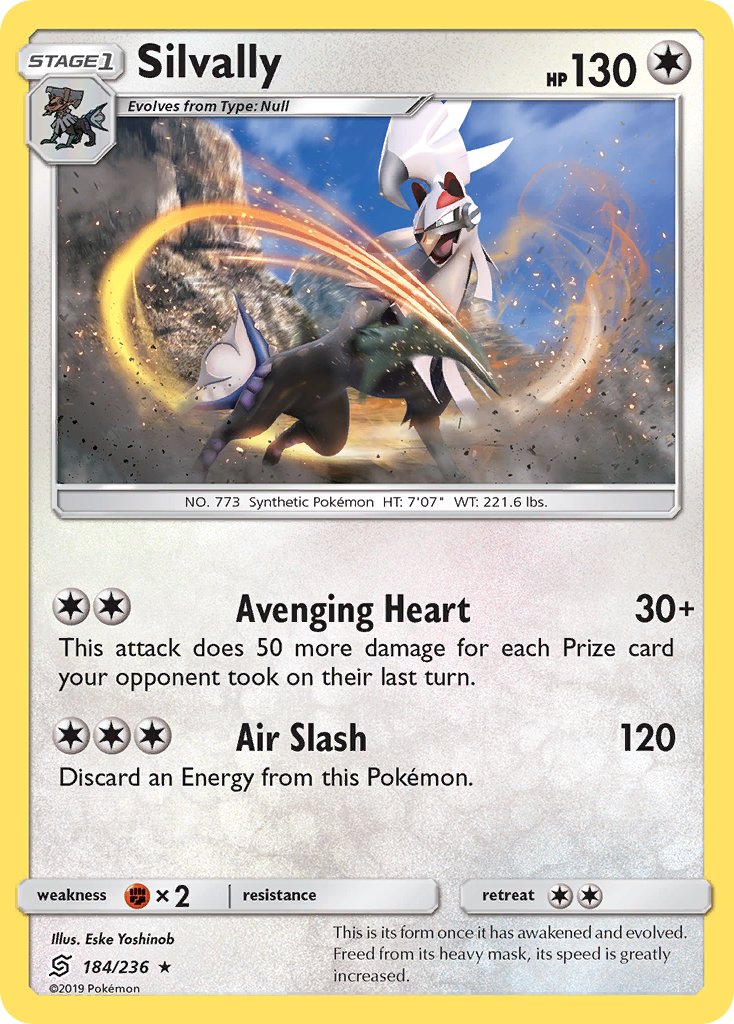 STAGE1 Silvally HP 130
Evolves from Type: Null
NO. 773 Synthetic Pokémon HT: 7'07" WT: 221.6 lbs.
Avenging Heart 30+
This attack does 50 more damage for each Prize card
your opponent took on their last turn.
Air Slash 120
Discard an Energy from this Pokémon.
weakness ×2 resistance retreat
Illus. Eske Yoshinob
184/236 ★
©2019 Pokémon
This is its form once it has awakened and evolved.
Freed from its heavy mask, its speed is greatly
increased.